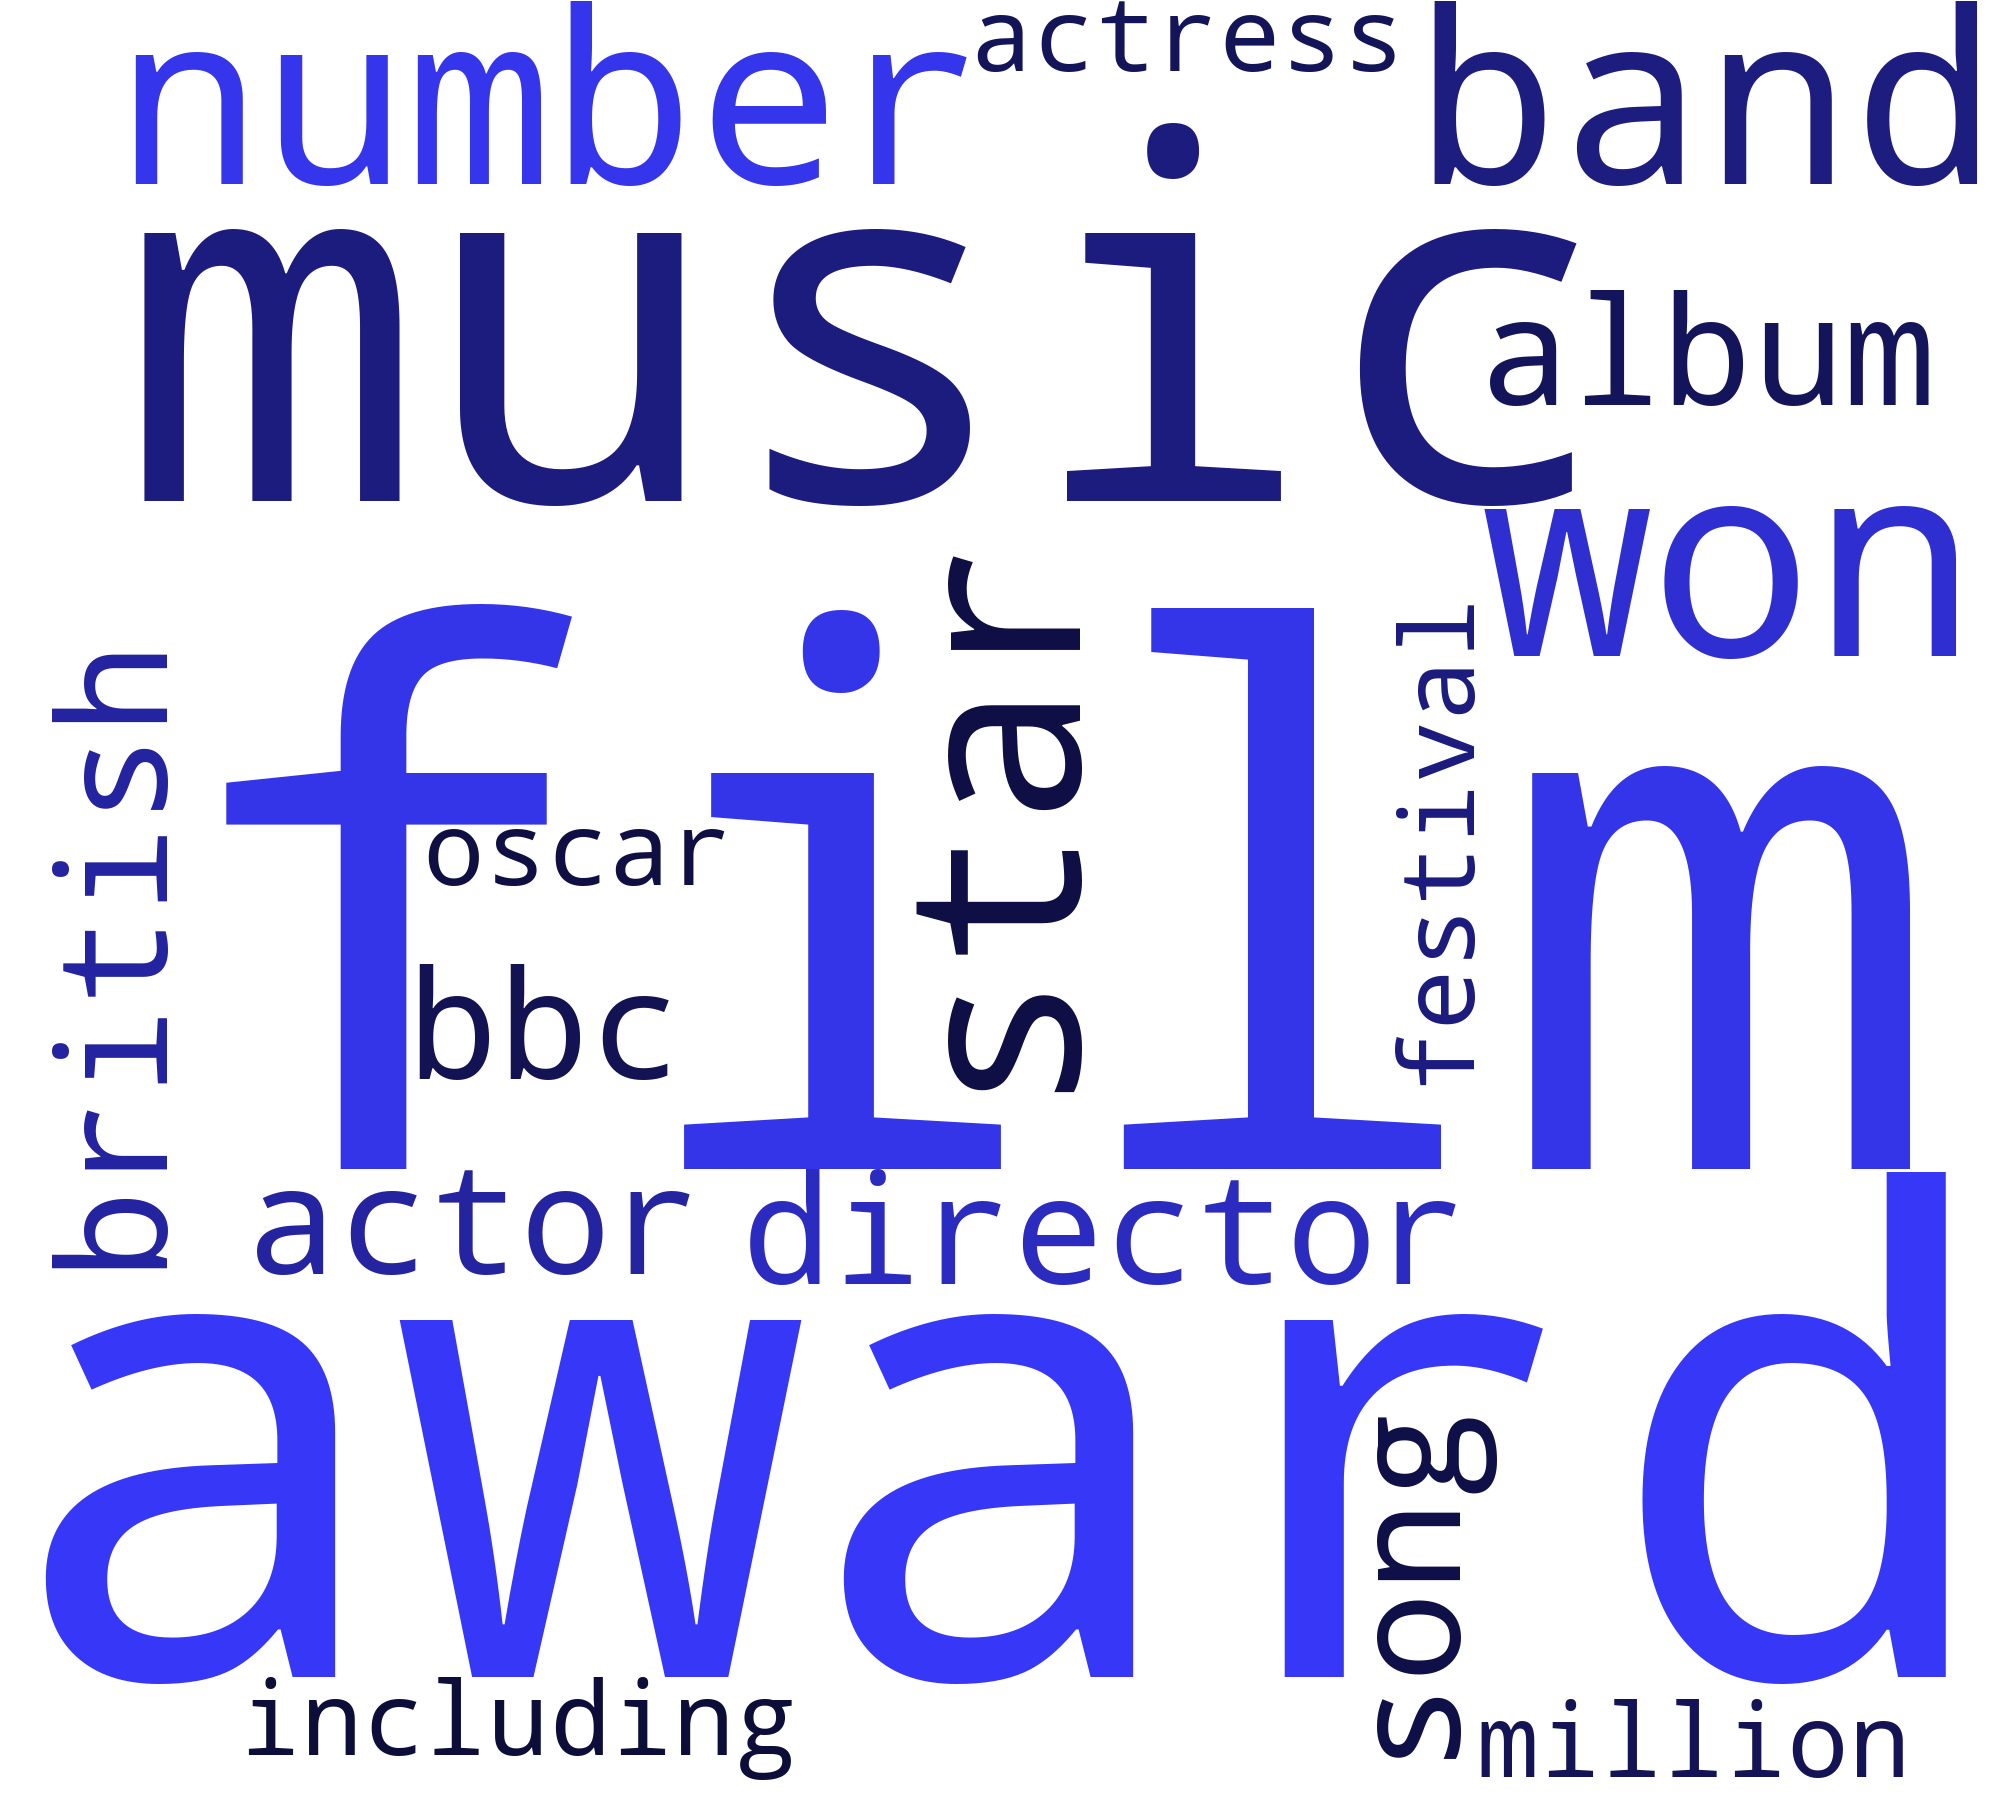 number
actress
band
music
album
won
star
festival
british
film
oscar
bbc
actor
director
award
song
including
million